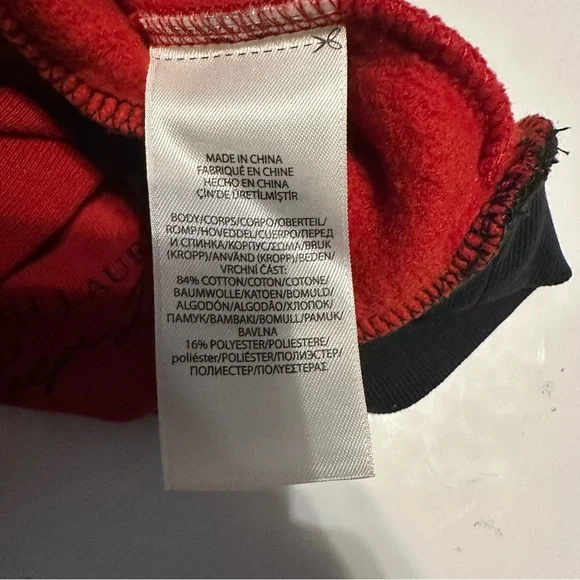 MADE IN CHINA
FABRIQUÉ EN CHINE
HECHO EN CHINA
ÇİN'DE ÜRETİLMİŞTİR
BODY/CORPS/CORPO/OBERTEIL/
ROMP/HOVEDDEL/CUERPO/ПЕРЕД
И СПИНКА/КОРПУС/ΣΩΜΑ/BRUK
(KROPP)/ANVÄND (KROPP)/BEDEN/
VRCHNÍ ČÁST:
84% COTTON/COTON/COTONE/
BAUMWOLLE/KATOEN/BOMULD/
ALGODÓN/ALGODÃO/ХЛОПОК/
ПАМУК/BAMBAKI/BOMULL/PAMUK/
BAVLNA
16% POLYESTER/POLIESTERE/
poliéster/POLIÉSTER/ПОЛИЭСТЕР/
ПОЛИЕСТЕР/ΠΟΛΥΕΣΤΕΡΑΣ
LAUR